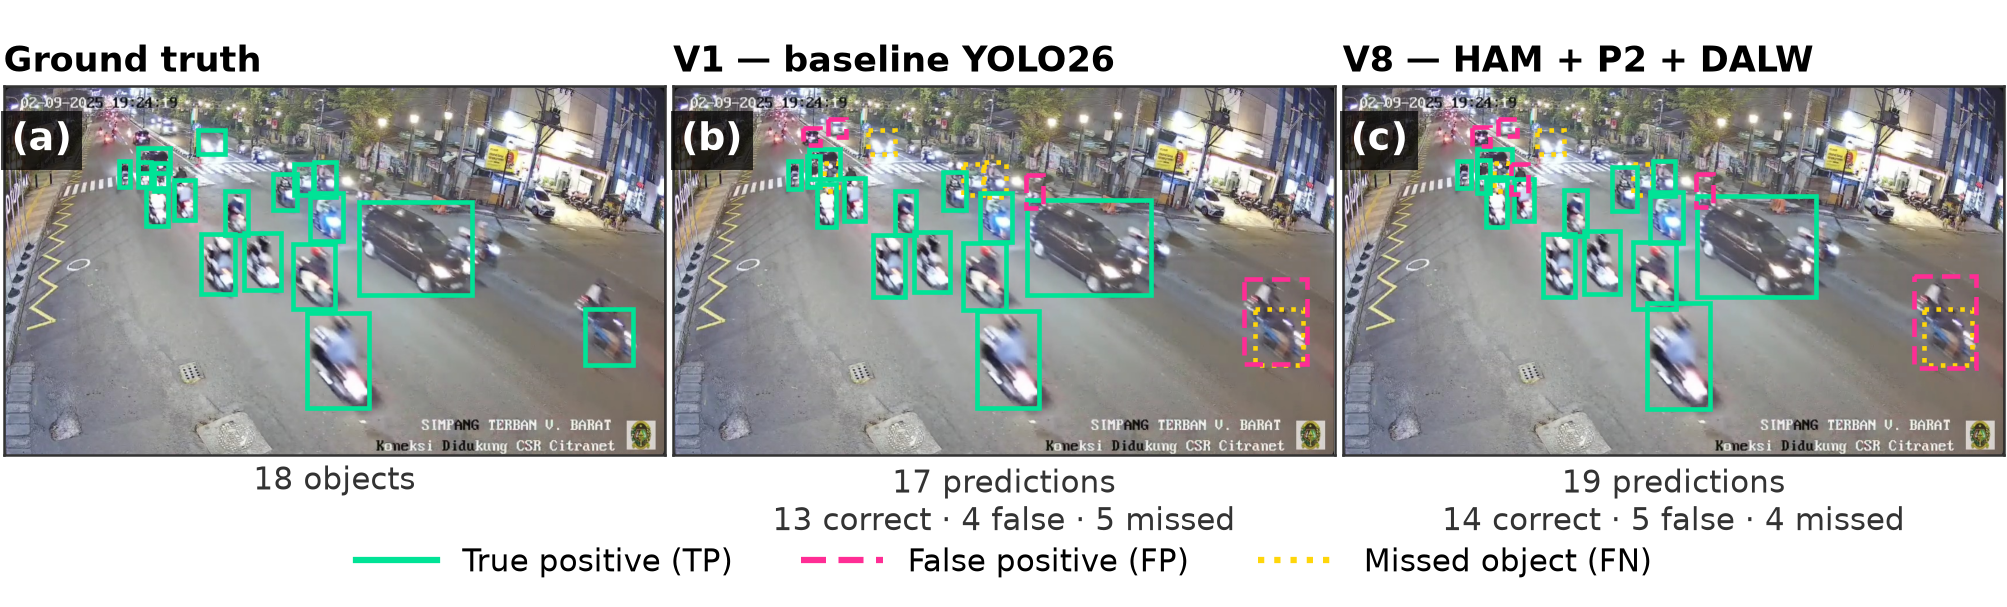 Ground truth
V1 — baseline YOLO26
V8 — HAM + P2 + DALW
02-09-2025 19:24:19
02-09-2025 19:24:19
02-09-2025 19:24:19
(a)
(b)
(c)
SIMPANG TERBAN V. BARAT
Koneksi Didukung CSR Citranet
SIMPANG TERBAN V. BARAT
Koneksi Didukung CSR Citranet
SIMPANG TERBAN V. BARAT
Koneksi Didukung CSR Citranet
18 objects
17 predictions
13 correct · 4 false · 5 missed
19 predictions
14 correct · 5 false · 4 missed
True positive (TP)
False positive (FP)
Missed object (FN)